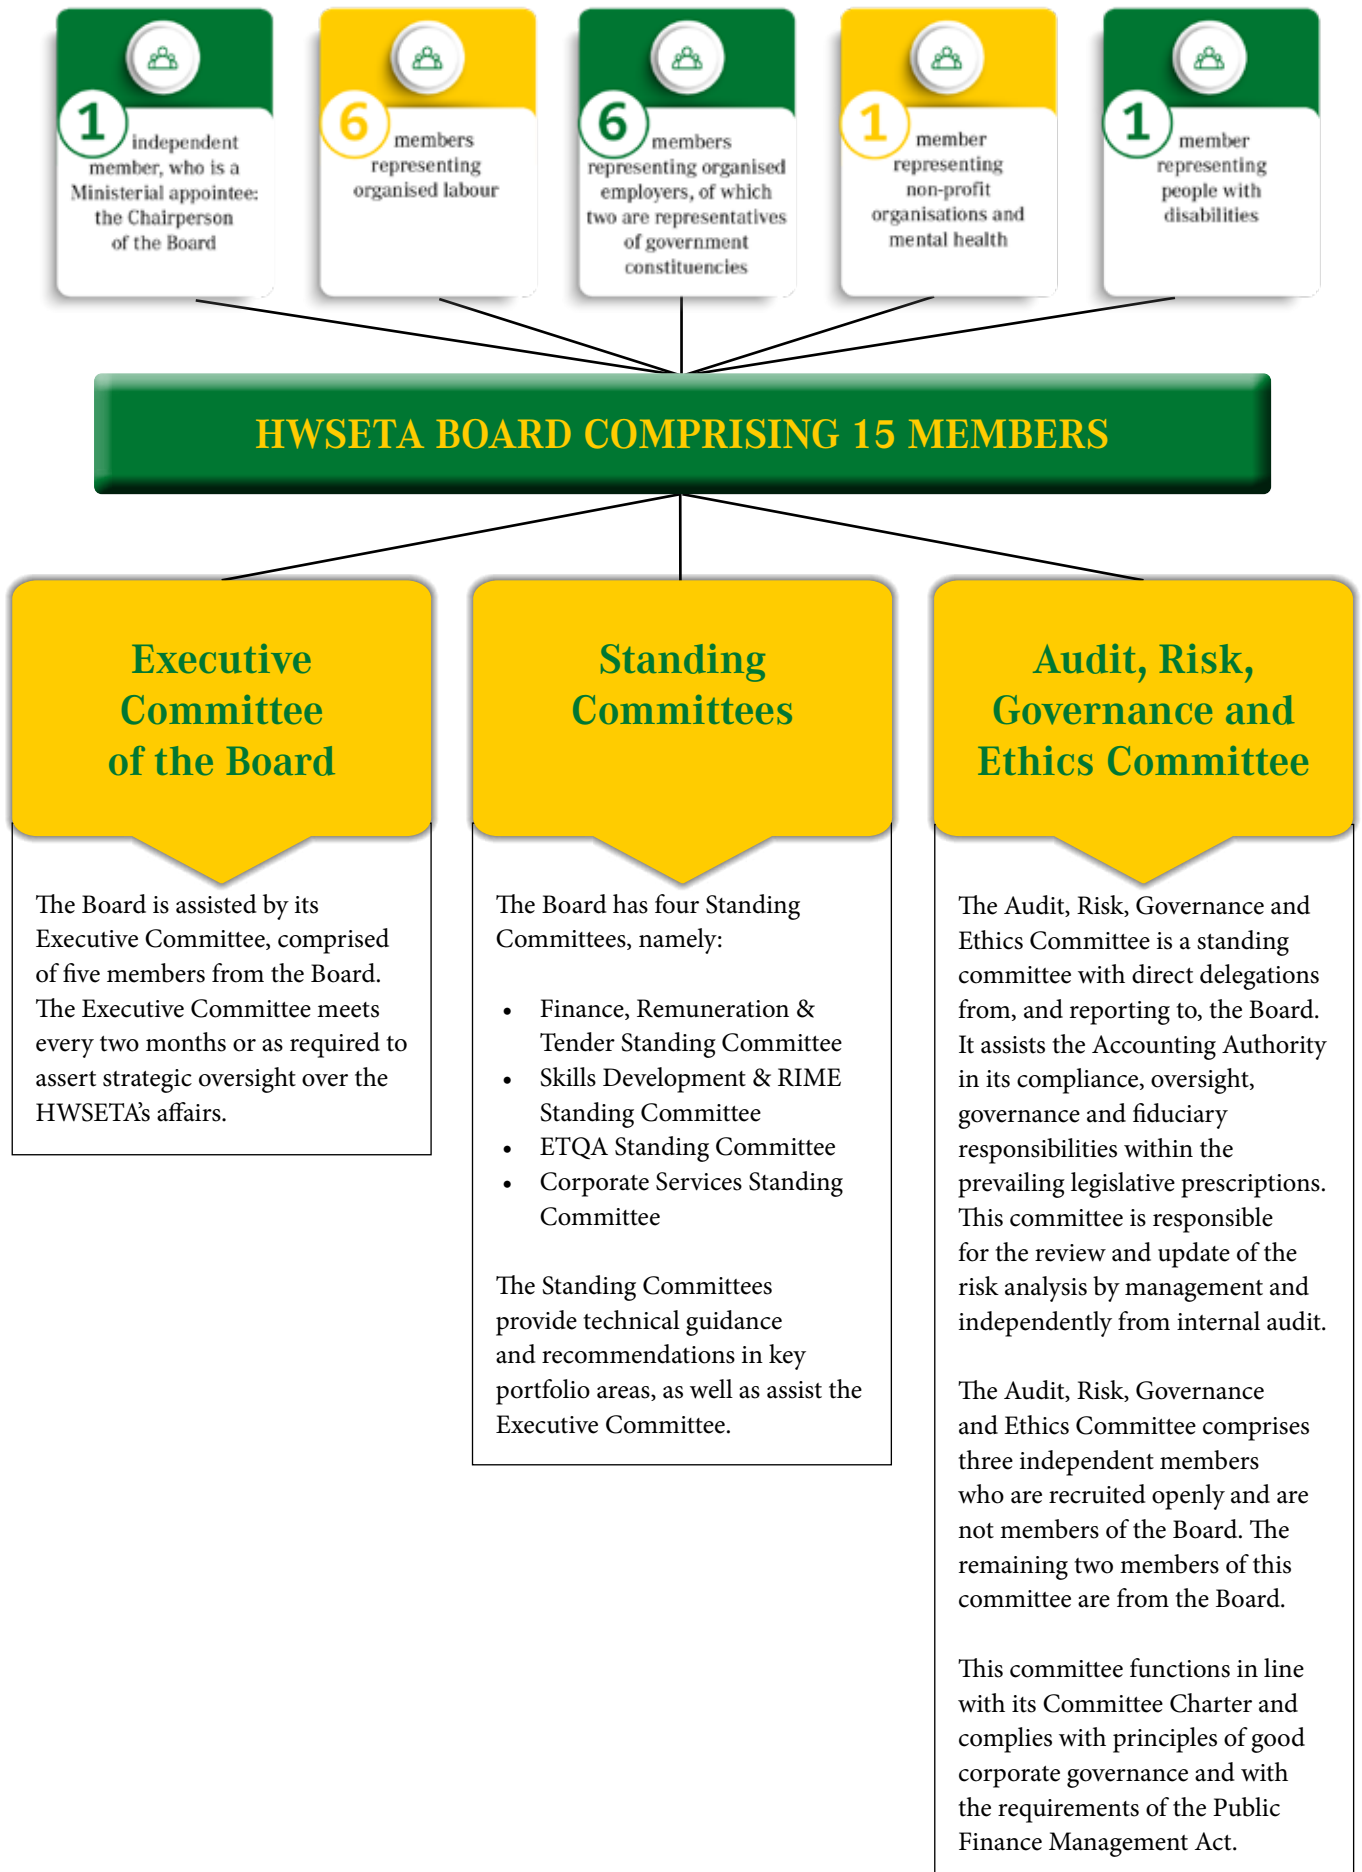 1
independent
member, who is a
Ministerial appointee:
the Chairperson
of the Board
6
members
representing
organised labour
6
members
representing organised
employers, of which
two are representatives
of government
constituencies
1
member
representing
non-profit
organisations and
mental health
1
member
representing
people with
disabilities
HWSETA BOARD COMPRISING 15 MEMBERS
Executive
Committee
of the Board
The Board is assisted by its
Executive Committee, comprised
of five members from the Board.
The Executive Committee meets
every two months or as required to
assert strategic oversight over the
HWSETA’s affairs.
Standing
Committees
The Board has four Standing
Committees, namely:
• Finance, Remuneration &
Tender Standing Committee
• Skills Development & RIME
Standing Committee
• ETQA Standing Committee
• Corporate Services Standing
Committee
The Standing Committees
provide technical guidance
and recommendations in key
portfolio areas, as well as assist the
Executive Committee.
Audit, Risk,
Governance and
Ethics Committee
The Audit, Risk, Governance and
Ethics Committee is a standing
committee with direct delegations
from, and reporting to, the Board.
It assists the Accounting Authority
in its compliance, oversight,
governance and fiduciary
responsibilities within the
prevailing legislative prescriptions.
This committee is responsible
for the review and update of the
risk analysis by management and
independently from internal audit.
The Audit, Risk, Governance
and Ethics Committee comprises
three independent members
who are recruited openly and are
not members of the Board. The
remaining two members of this
committee are from the Board.
This committee functions in line
with its Committee Charter and
complies with principles of good
corporate governance and with
the requirements of the Public
Finance Management Act.